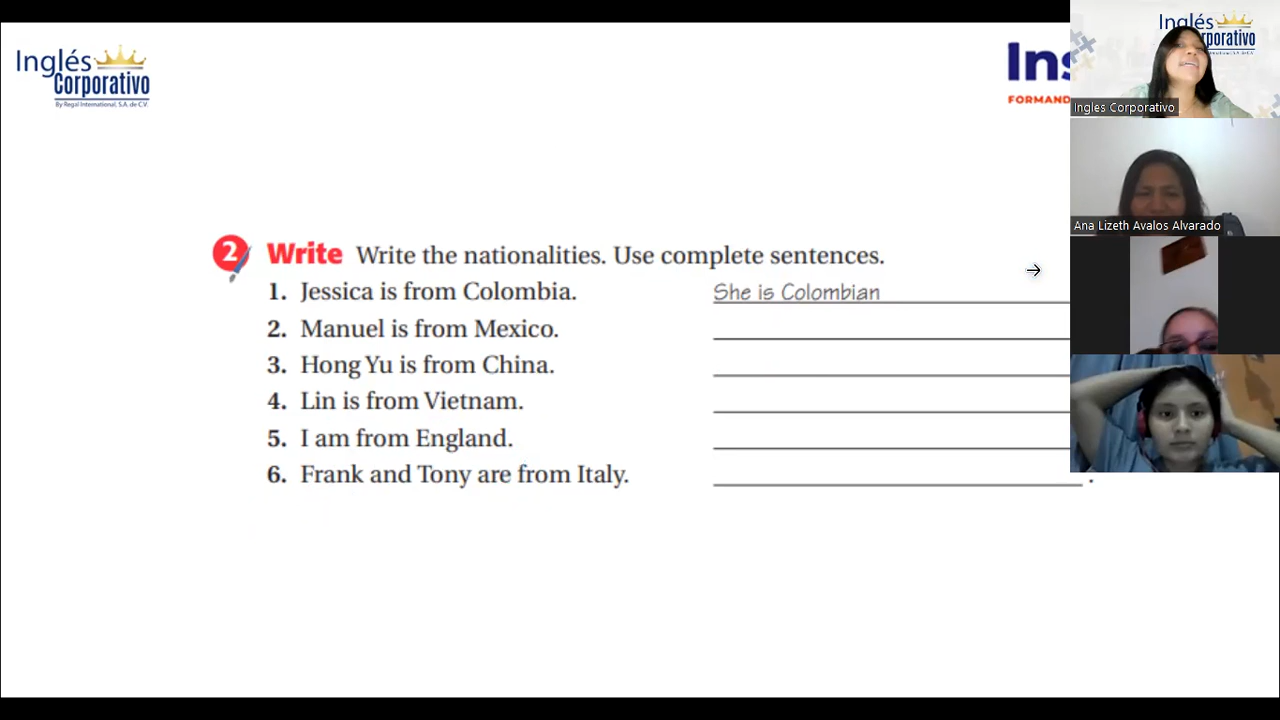 Inglés
Corporativo
By Regal International, S.A. de C.V.
Ins
FORMAND
Inglés
rporativo
Ingles Corporativo
Ana Lizeth Avalos Alvarado
2 Write Write the nationalities. Use complete sentences.
1. Jessica is from Colombia. She is Colombian
2. Manuel is from Mexico.
3. Hong Yu is from China.
4. Lin is from Vietnam.
5. I am from England.
6. Frank and Tony are from Italy. .